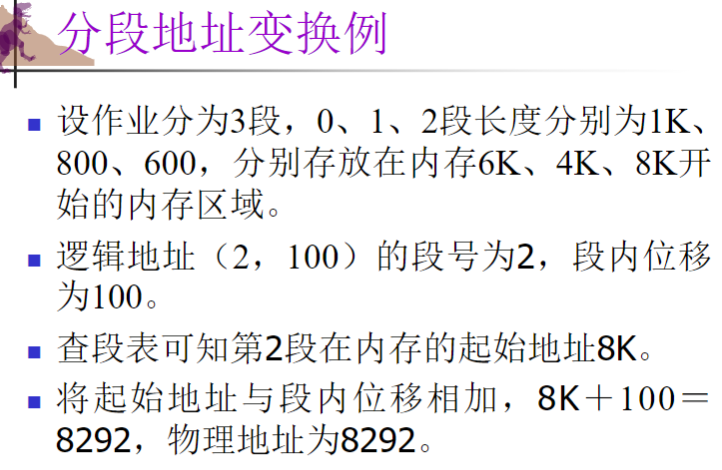 分段地址变换例
设作业分为3段，0、1、2段长度分别为1K、
800、600，分别存放在内存6K、4K、8K开
始的内存区域。
逻辑地址（2，100）的段号为2，段内位移
为100。
查段表可知第2段在内存的起始地址8K。
将起始地址与段内位移相加，8K＋100＝
8292，物理地址为8292。